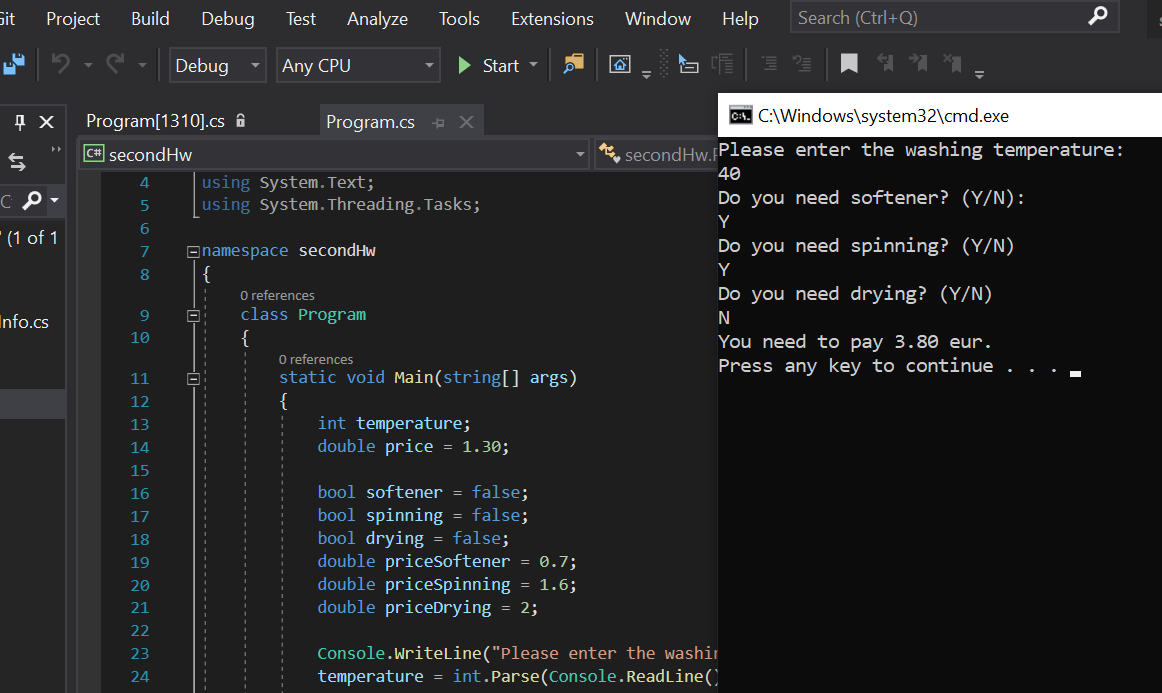 Project Build Debug Test Analyze Tools Extensions Window Help Search (Ctrl+Q)
Debug Any CPU Start
Program[1310].cs Program.cs
C# secondHw secondHw.
(1 of 1
nfo.cs
4 using System.Text;
5 using System.Threading.Tasks;
6
7 namespace secondHw
8 {
0 references
9 class Program
10 {
0 references
11 static void Main(string[] args)
12 {
13 int temperature;
14 double price = 1.30;
15
16 bool softener = false;
17 bool spinning = false;
18 bool drying = false;
19 double priceSoftener = 0.7;
20 double priceSpinning = 1.6;
21 double priceDrying = 2;
22
23 Console.WriteLine("Please enter the washin
24 temperature = int.Parse(Console.ReadLine()
C:\Windows\system32\cmd.exe
Please enter the washing temperature:
40
Do you need softener? (Y/N):
Y
Do you need spinning? (Y/N)
Y
Do you need drying? (Y/N)
N
You need to pay 3.80 eur.
Press any key to continue . . .